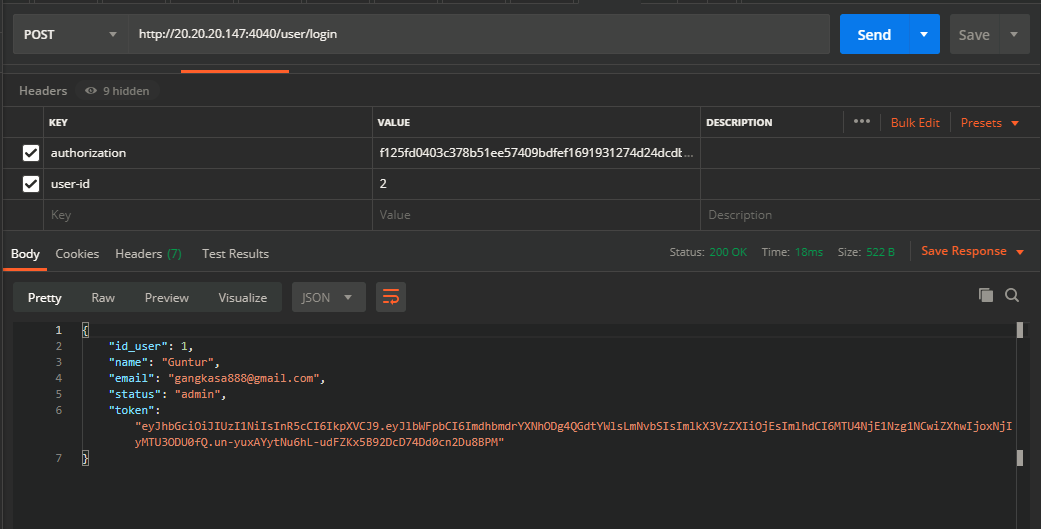 POST http://20.20.20.147:4040/user/login Send Save
Headers 9 hidden
KEY VALUE DESCRIPTION ••• Bulk Edit Presets
authorization f125fd0403c378b51ee57409bdfef1691931274d24dcdb...
user-id 2
Key Value Description
Body Cookies Headers (7) Test Results Status: 200 OK Time: 18ms Size: 522 B Save Response
Pretty Raw Preview Visualize JSON
1 {
2 "id_user": 1,
3 "name": "Guntur",
4 "email": "gangkasa888@gmail.com",
5 "status": "admin",
6 "token":
"eyJhbGciOiJIUzI1NiIsInR5cCI6IkpXVCJ9.eyJlbWFpbCI6ImdhbmdrYXNhODg4QGdtYWlsLmNvbSIsImlkX3VzZXIiOjEsImlhdCI6MTU4NjE1Nzg1NCwiZXhwIjoxNjI
yMTU3ODU0fQ.un-yuxAYytNu6hL-udFZKx5B92DcD74Dd0cn2Du8BPM"
7 }